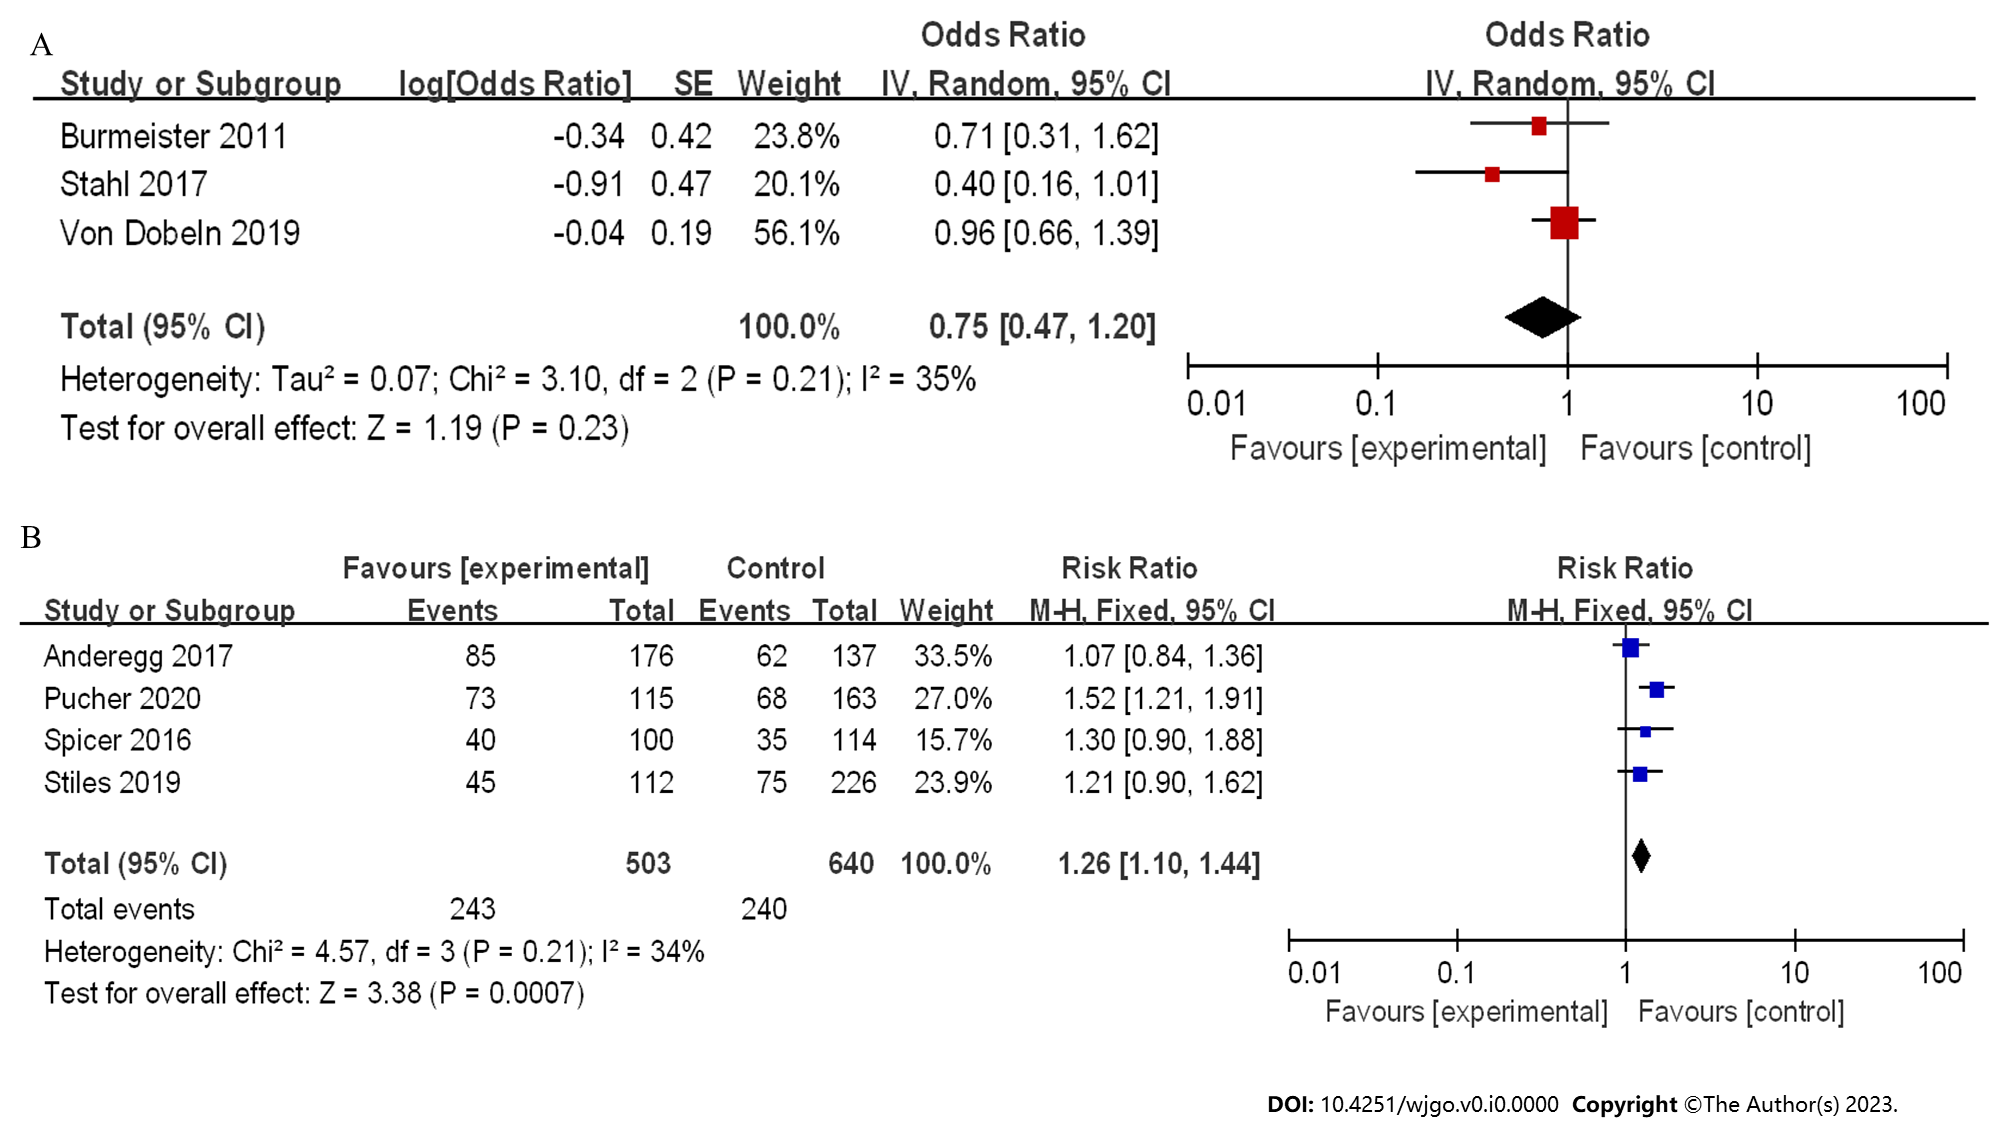 A
Odds Ratio Odds Ratio
Study or Subgroup log[Odds Ratio] SE Weight IV, Random, 95% CI IV, Random, 95% CI
Burmeister 2011 -0.34 0.42 23.8% 0.71 [0.31, 1.62]
Stahl 2017 -0.91 0.47 20.1% 0.40 [0.16, 1.01]
Von Dobeln 2019 -0.04 0.19 56.1% 0.96 [0.66, 1.39]
Total (95% CI) 100.0% 0.75 [0.47, 1.20]
Heterogeneity: Tau² = 0.07; Chi² = 3.10, df = 2 (P = 0.21); I² = 35%
Test for overall effect: Z = 1.19 (P = 0.23)
0.01 0.1 1 10 100
Favours [experimental] Favours [control]
B
Favours [experimental] Control Risk Ratio Risk Ratio
Study or Subgroup Events Total Events Total Weight M-H, Fixed, 95% CI M-H, Fixed, 95% CI
Anderegg 2017 85 176 62 137 33.5% 1.07 [0.84, 1.36]
Pucher 2020 73 115 68 163 27.0% 1.52 [1.21, 1.91]
Spicer 2016 40 100 35 114 15.7% 1.30 [0.90, 1.88]
Stiles 2019 45 112 75 226 23.9% 1.21 [0.90, 1.62]
Total (95% CI) 503 640 100.0% 1.26 [1.10, 1.44]
Total events 243 240
Heterogeneity: Chi² = 4.57, df = 3 (P = 0.21); I² = 34%
Test for overall effect: Z = 3.38 (P = 0.0007)
0.01 0.1 1 10 100
Favours [experimental] Favours [control]
DOI: 10.4251/wjgo.v0.i0.0000 Copyright ©The Author(s) 2023.